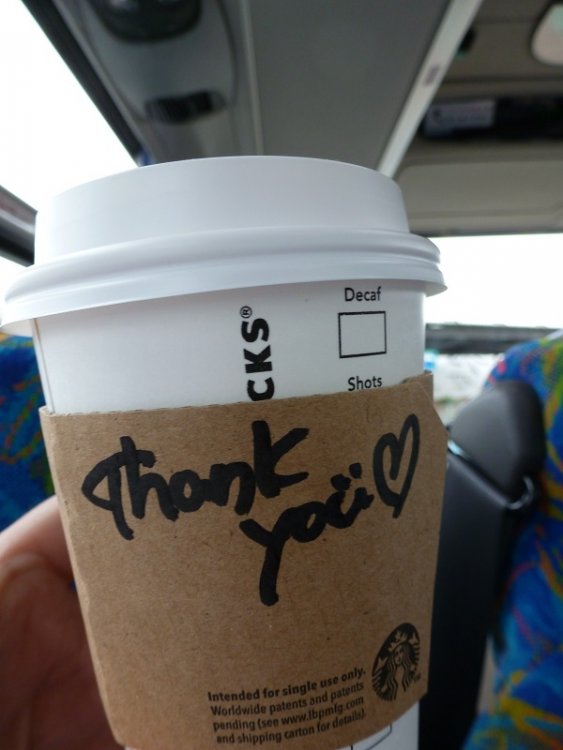 Decaf
CKS®
Shots
Thank
you
Intended for single use only.
Worldwide patents and patents
pending (see www.lbpmfg.com
and shipping carton for details).